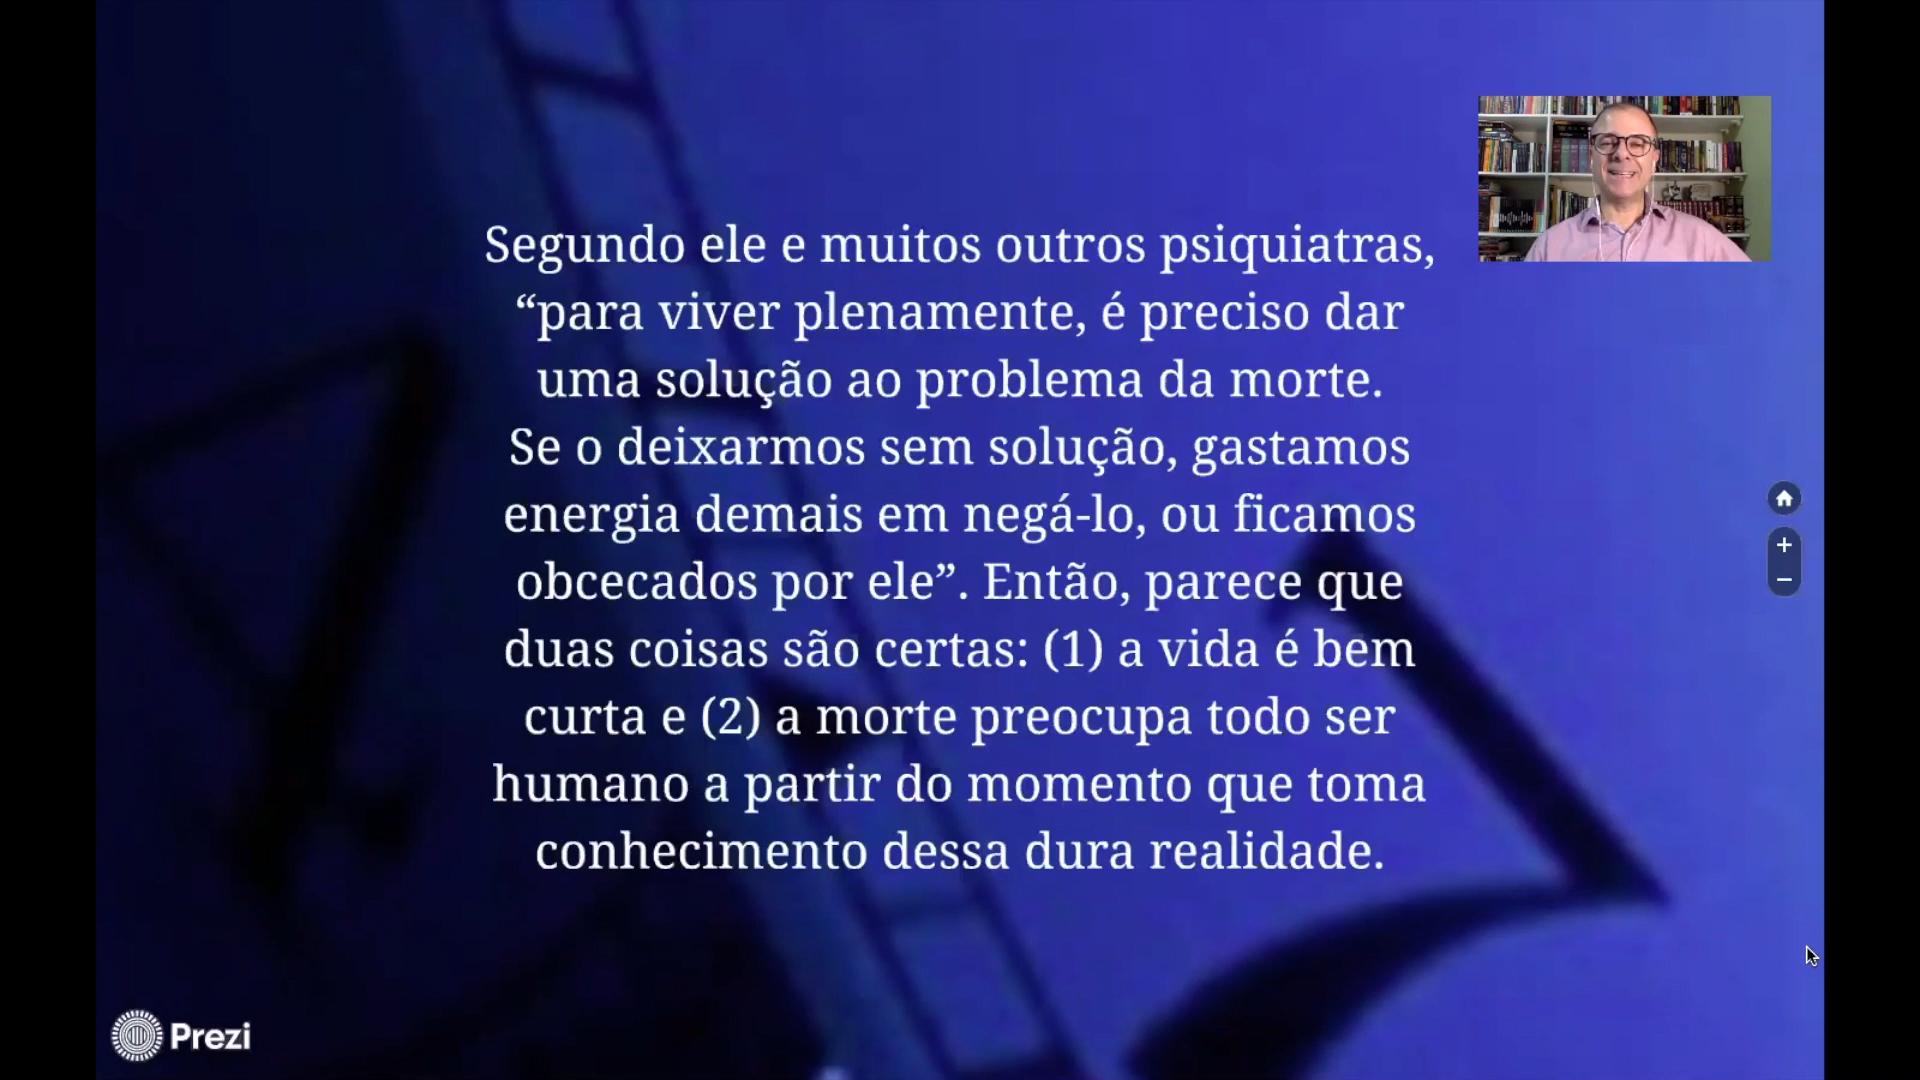 Segundo ele e muitos outros psiquiatras,
“para viver plenamente, é preciso dar
uma solução ao problema da morte.
Se o deixarmos sem solução, gastamos
energia demais em negá-lo, ou ficamos
obcecados por ele”. Então, parece que
duas coisas são certas: (1) a vida é bem
curta e (2) a morte preocupa todo ser
humano a partir do momento que toma
conhecimento dessa dura realidade.
Prezi